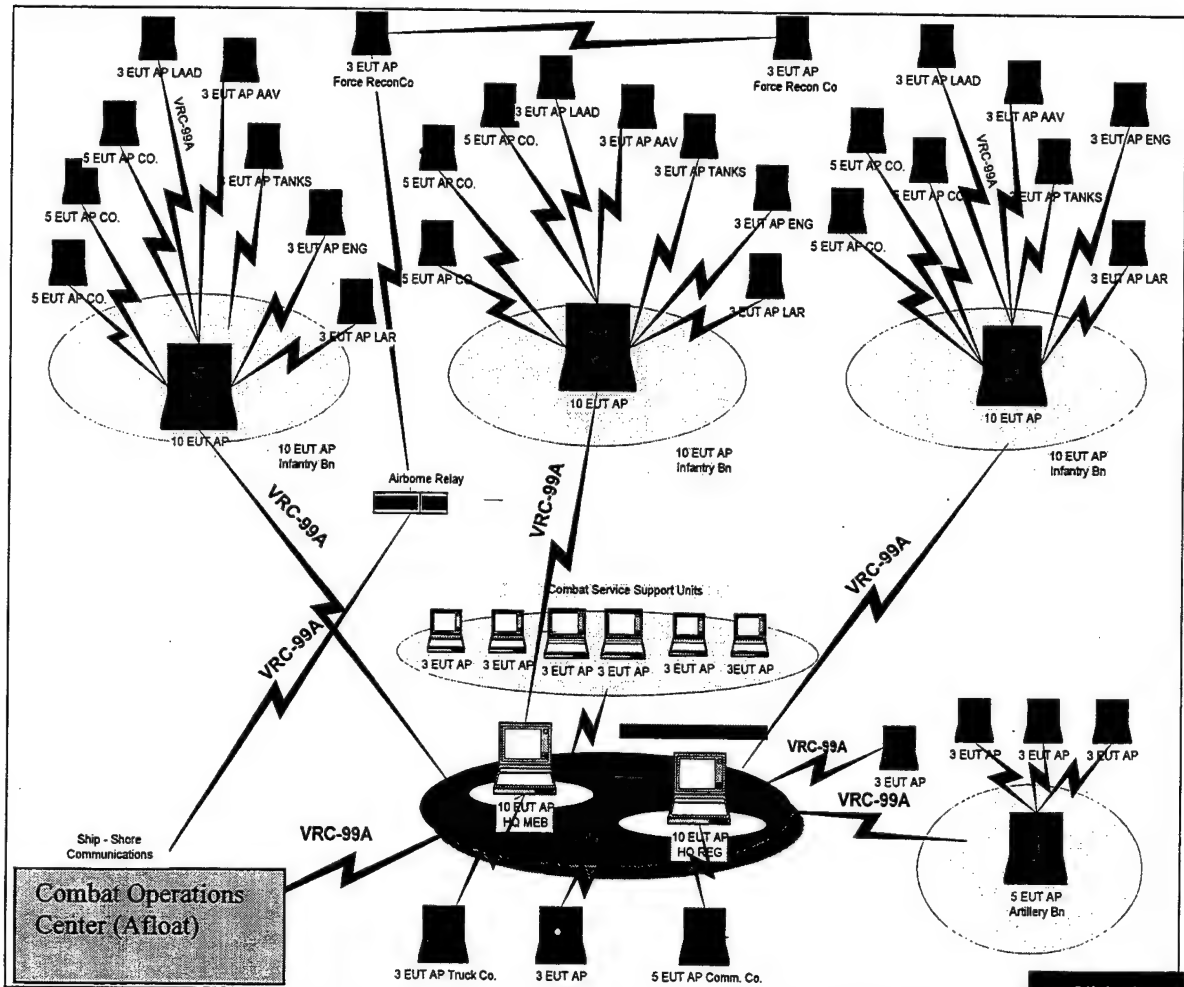 3 EUT AP LAAD
3 EUT AP AAV
VRC-99A
5 EUT AP CO.
3 EUT AP TANKS
5 EUT AP CO.
3 EUT AP ENG
5 EUT AP CO.
3 EUT AP LAR
10 EUT AP
10 EUT AP
Infantry Bn
3 EUT AP
Force ReconCo
3 EUT AP
Force Recon Co
3 EUT AP LAAD
5 EUT AP CO.
3 EUT AP AAV
5 EUT AP CO.
3 EUT AP TANKS
3 EUT AP ENG
5 EUT AP CO.
3 EUT AP LAR
10 EUT AP
10 EUT AP
Infantry Bn
3 EUT AP LAAD
VRC-99A
3 EUT AP AAV
3 EUT AP ENG
5 EUT AP CO.
5 EUT AP CO.
3 EUT AP TANKS
5 EUT AP CO.
3 EUT AP LAR
10 EUT AP
10 EUT AP
Infantry Bn
Airborne Relay
VRC-99A
VRC-99A
VRC-99A
VRC-99A
Combat Service Support Units
3 EUT AP
3 EUT AP
3 EUT AP
3 EUT AP
3 EUT AP
3EUT AP
10 EUT AP
HQ MEB
10 EUT AP
HQ REG
VRC-99A
3 EUT AP
VRC-99A
3 EUT AP
3 EUT AP
3 EUT AP
5 EUT AP
Artillery Bn
Ship - Shore
Communications
VRC-99A
Combat Operations
Center (Afloat)
3 EUT AP Truck Co.
3 EUT AP
5 EUT AP Comm. Co.